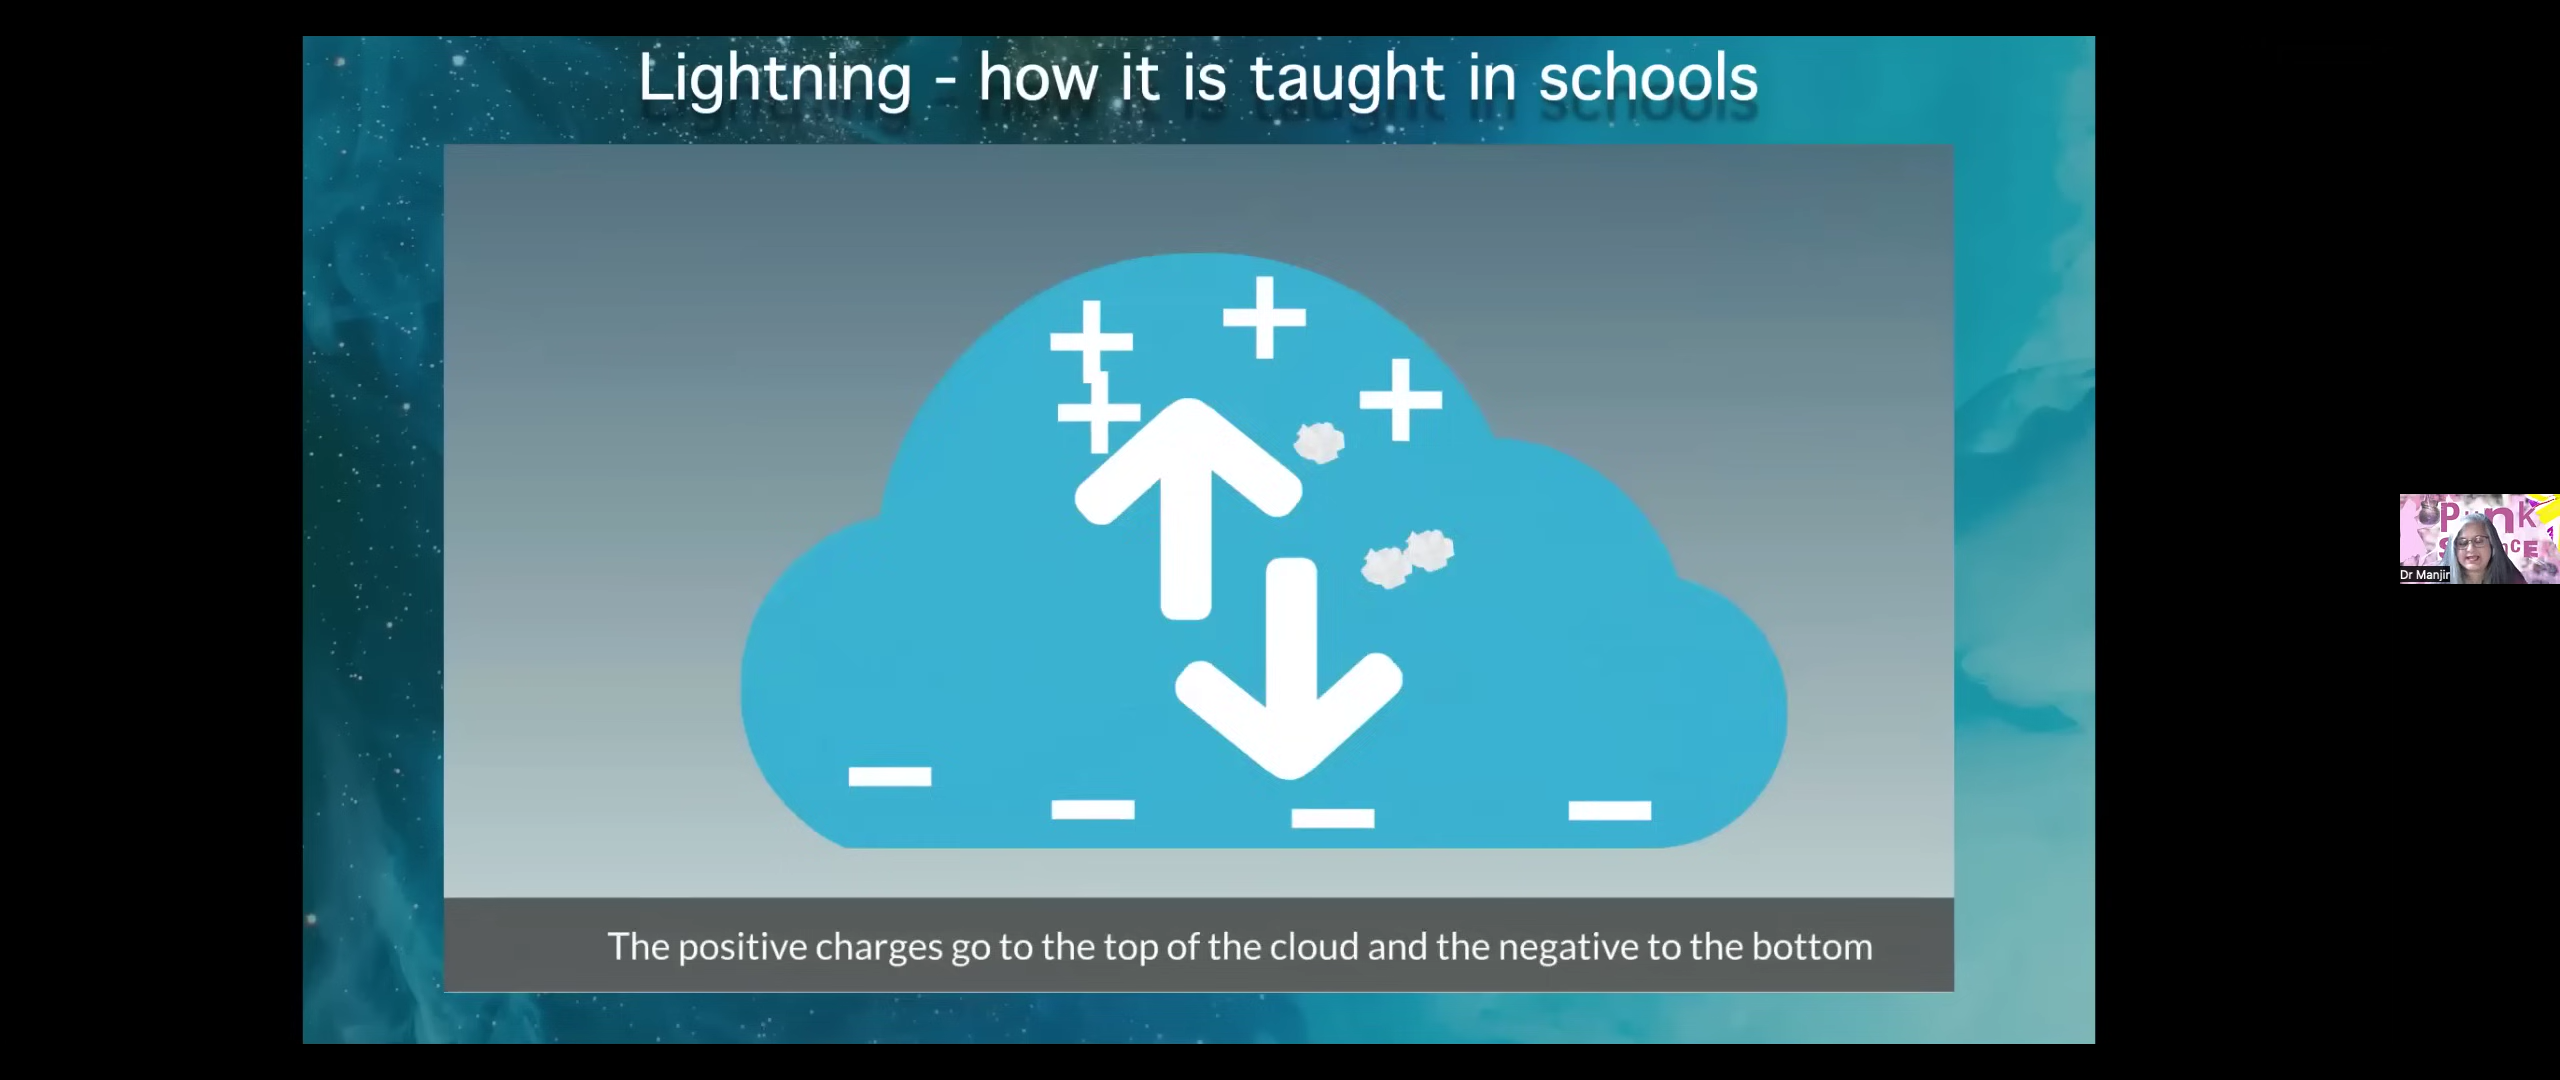 Lightning - how it is taught in schools
The positive charges go to the top of the cloud and the negative to the bottom
Dr Manjir